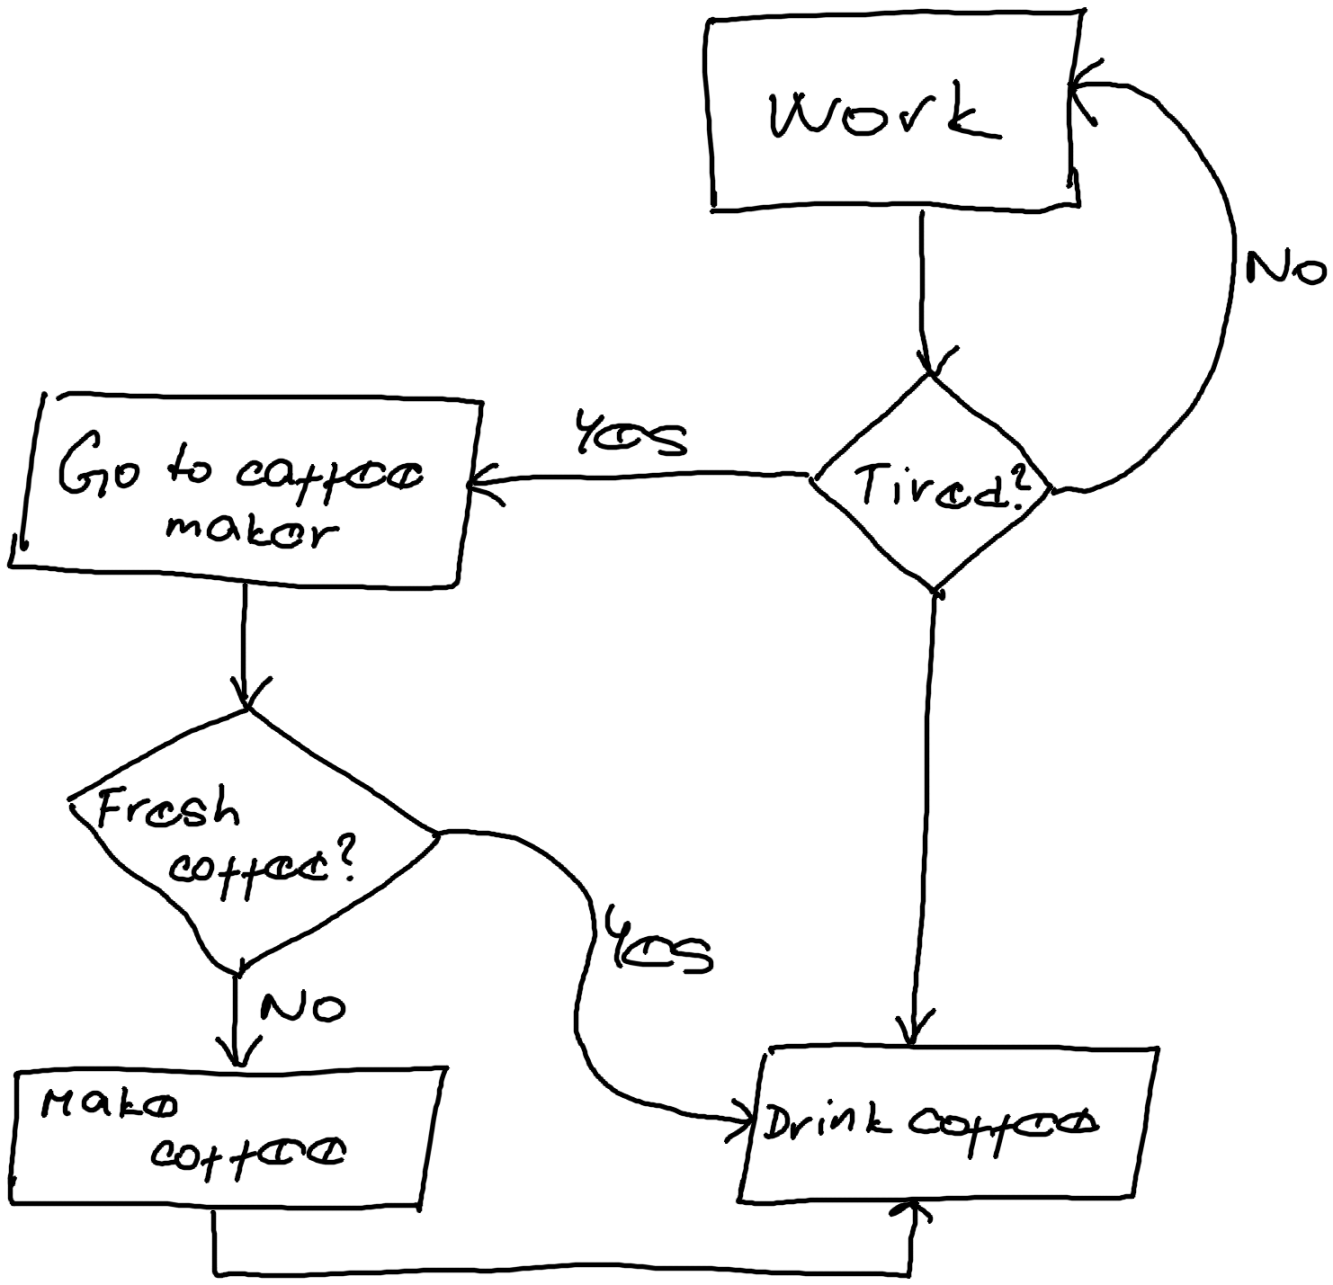 Work
No
Yes
Tired?
Go to coffee
maker
Fresh
coffee?
Yes
No
Make
coffee
Drink Coffee